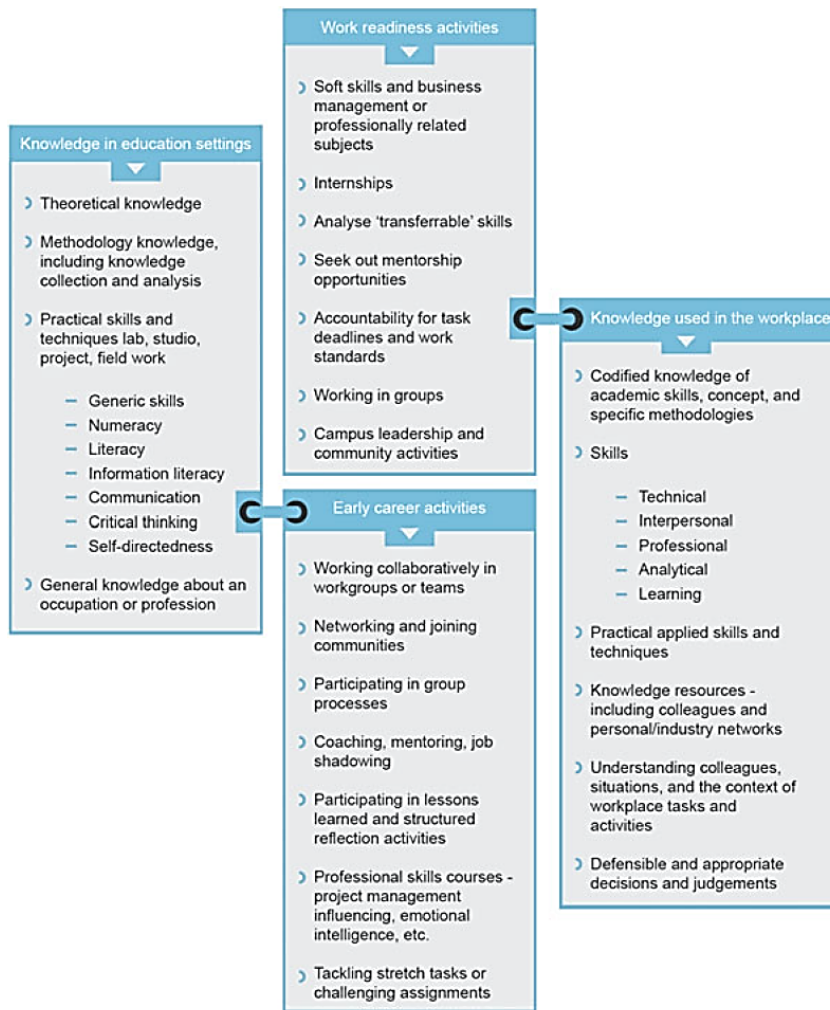 Work readiness activities
Soft skills and business
management or
professionally related
subjects
Internships
Analyse ‘transferrable’ skills
Seek out mentorship
opportunities
Accountability for task
deadlines and work
standards
Working in groups
Campus leadership and
community activities
Knowledge in education settings
Theoretical knowledge
Methodology knowledge,
including knowledge
collection and analysis
Practical skills and
techniques lab, studio,
project, field work
– Generic skills
– Numeracy
– Literacy
– Information literacy
– Communication
– Critical thinking
– Self-directedness
General knowledge about an
occupation or profession
Early career activities
Working collaboratively in
workgroups or teams
Networking and joining
communities
Participating in group
processes
Coaching, mentoring, job
shadowing
Participating in lessons
learned and structured
reflection activities
Professional skills courses -
project management
influencing, emotional
intelligence, etc.
Tackling stretch tasks or
challenging assignments
Knowledge used in the workplace
Codified knowledge of
academic skills, concept, and
specific methodologies
Skills
– Technical
– Interpersonal
– Professional
– Analytical
– Learning
Practical applied skills and
techniques
Knowledge resources -
including colleagues and
personal/industry networks
Understanding colleagues,
situations, and the context of
workplace tasks and
activities
Defensible and appropriate
decisions and judgements